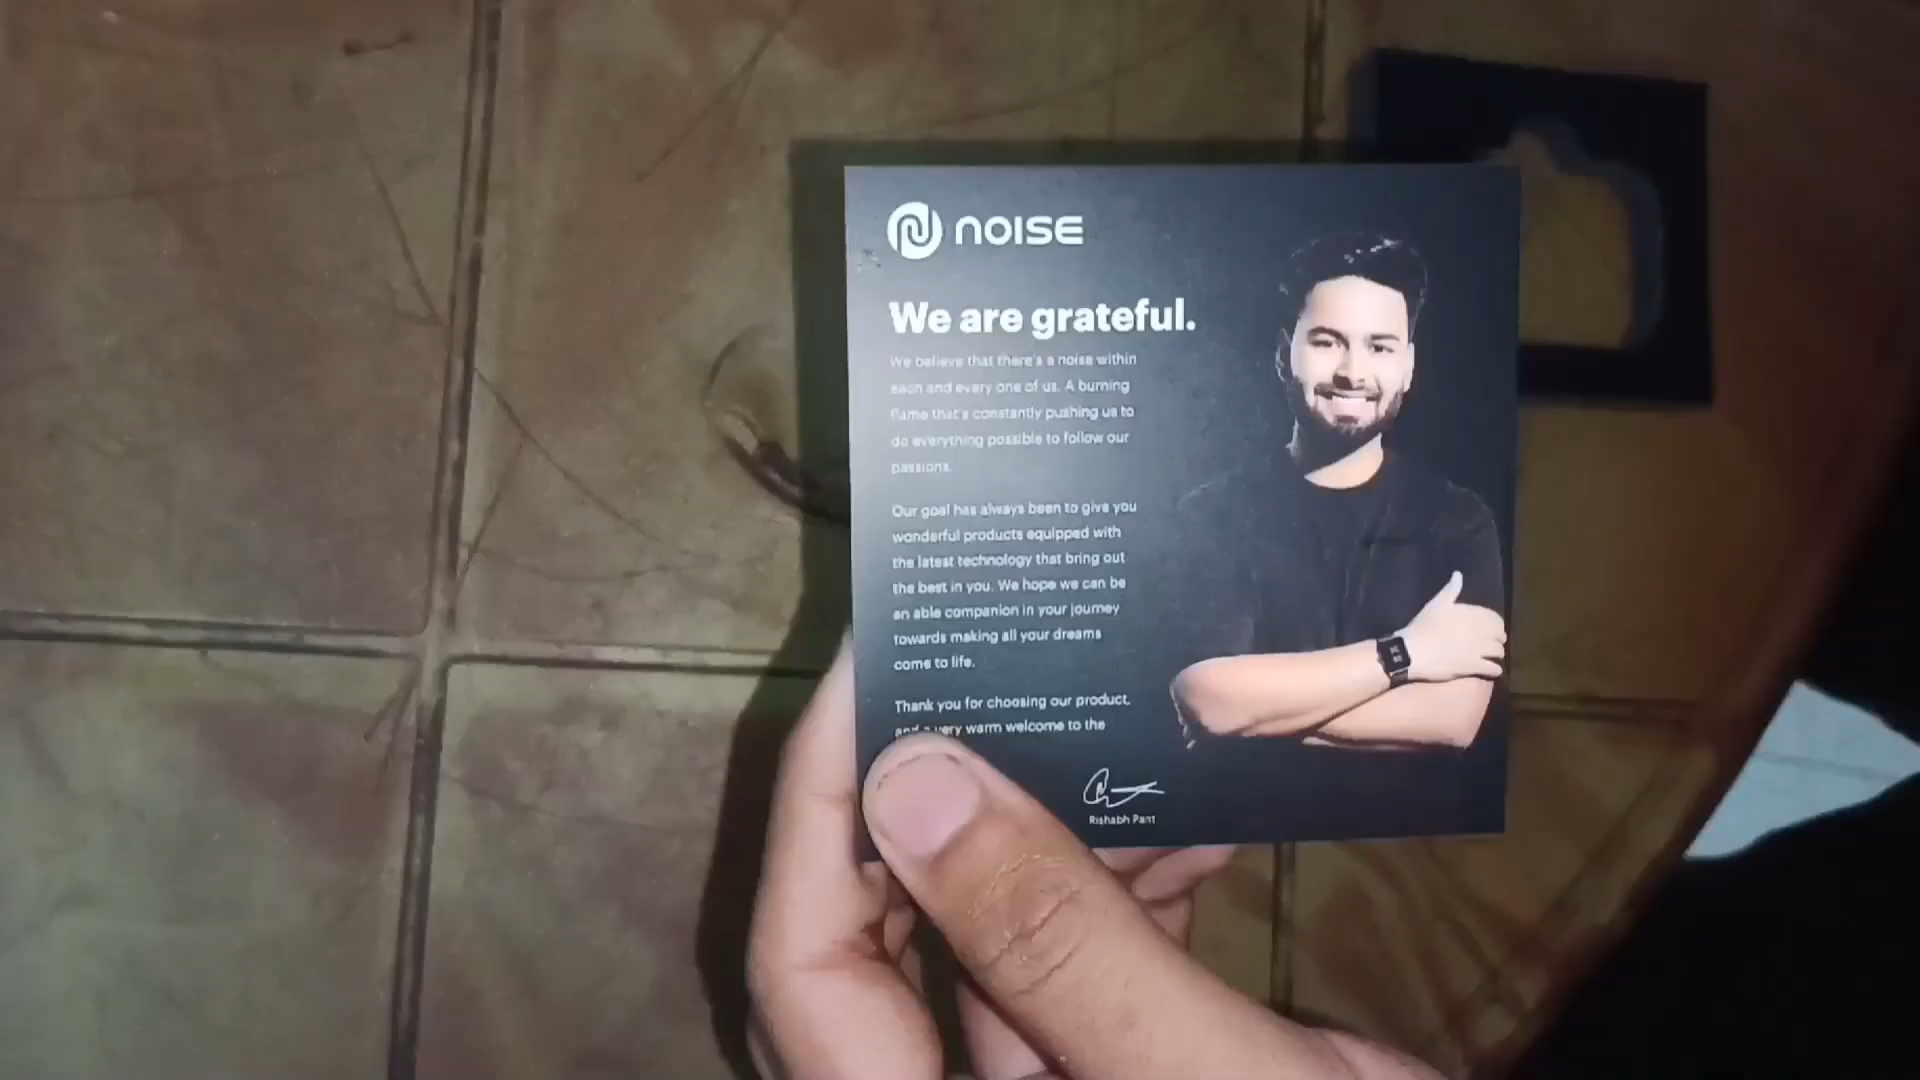 NOISE
We are grateful.
We believe that there's a noise within
each and every one of us. A burning
flame that's constantly pushing us to
do everything possible to follow our
passions.
Our goal has always been to give you
wonderful products equipped with
the latest technology that bring out
the best in you. We hope we can be
an able companion in your journey
towards making all your dreams
come to life.
Thank you for choosing our product,
and a very warm welcome to the
Rishabh Pant